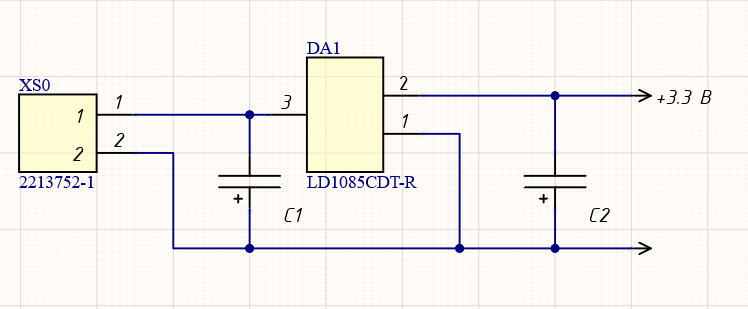 DA1
XS0
1
1
2
2
2213752-1
3
2
1
LD1085CDT-R
+
C1
+
C2
+3.3 В